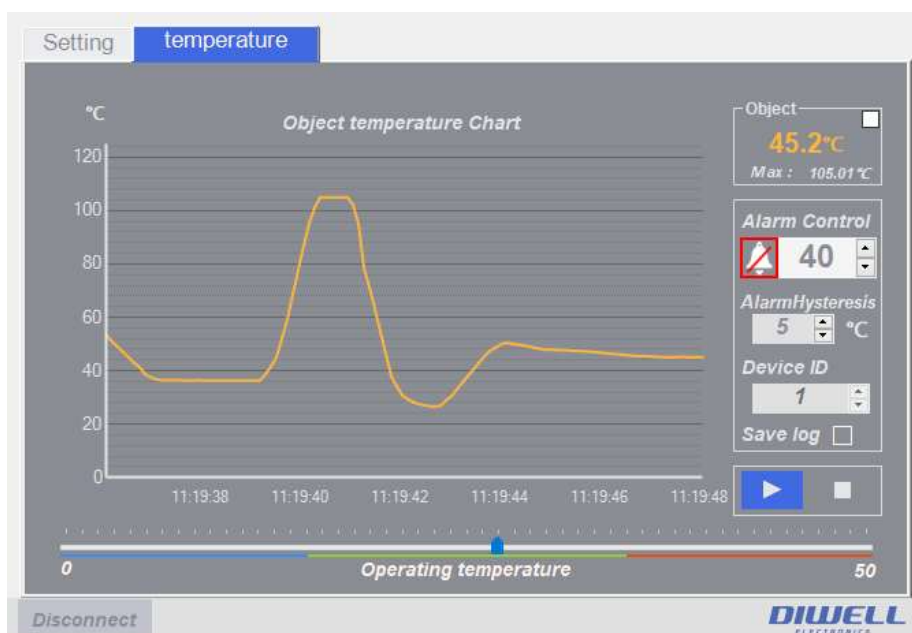 Setting temperature
°C
Object temperature Chart
120
100
80
60
40
20
0
11:19:38 11:19:40 11:19:42 11:19:44 11:19:46 11:19:48
Object
45.2°C
Max : 105.01°C
Alarm Control
40
AlarmHysteresis
5 °C
Device ID
1
Save log
0 Operating temperature 50
Disconnect
DIWELL
ELECTRONICS